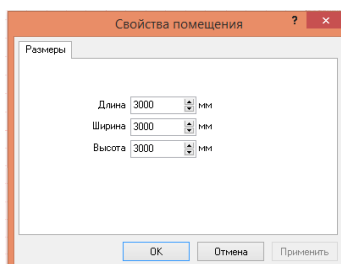 Свойства помещения ? ×
Размеры
Длина 3000 мм
Ширина 3000 мм
Высота 3000 мм
OK Отмена Применить